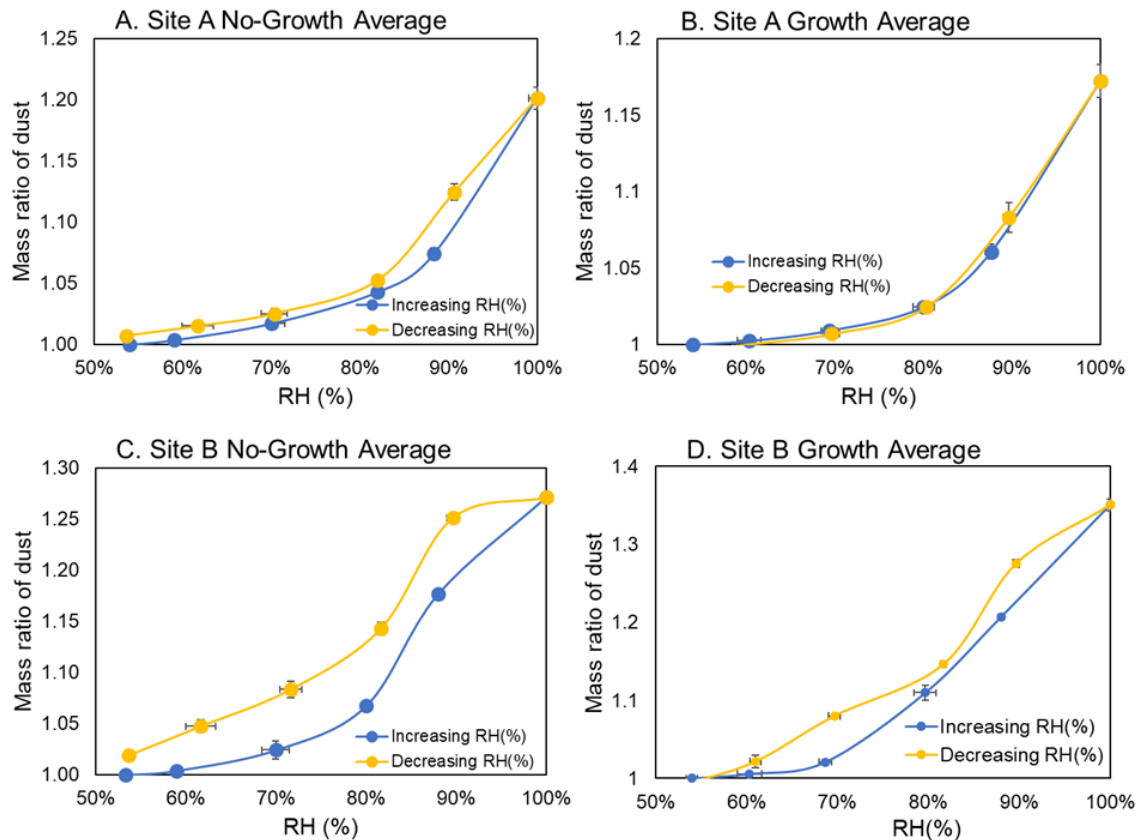 A. Site A No-Growth Average
Mass ratio of dust
1.25
1.20
1.15
1.10
1.05
1.00
50% 60% 70% 80% 90% 100%
RH (%)
Increasing RH(%)
Decreasing RH(%)
B. Site A Growth Average
Mass ratio of dust
1.2
1.15
1.1
1.05
1
50% 60% 70% 80% 90% 100%
RH (%)
Increasing RH(%)
Decreasing RH(%)
C. Site B No-Growth Average
Mass ratio of dust
1.30
1.25
1.20
1.15
1.10
1.05
1.00
50% 60% 70% 80% 90% 100%
RH (%)
Increasing RH(%)
Decreasing RH(%)
D. Site B Growth Average
Mass ratio of dust
1.4
1.3
1.2
1.1
1
50% 60% 70% 80% 90% 100%
RH(%)
Increasing RH(%)
Decreasing RH(%)